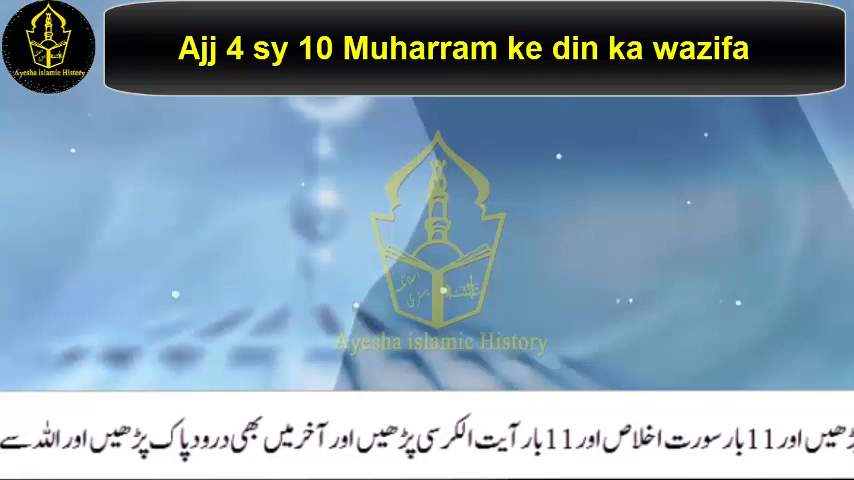 Ajj 4 sy 10 Muharram ke din ka wazifa
Ayesha islamic History
Ayesha islamic History
پڑھیں اور 11 بار سورت اخلاص اور 11 بار آیت الکرسی پڑھیں اور آخر میں بھی درود پاک پڑھیں اور اللہ سے